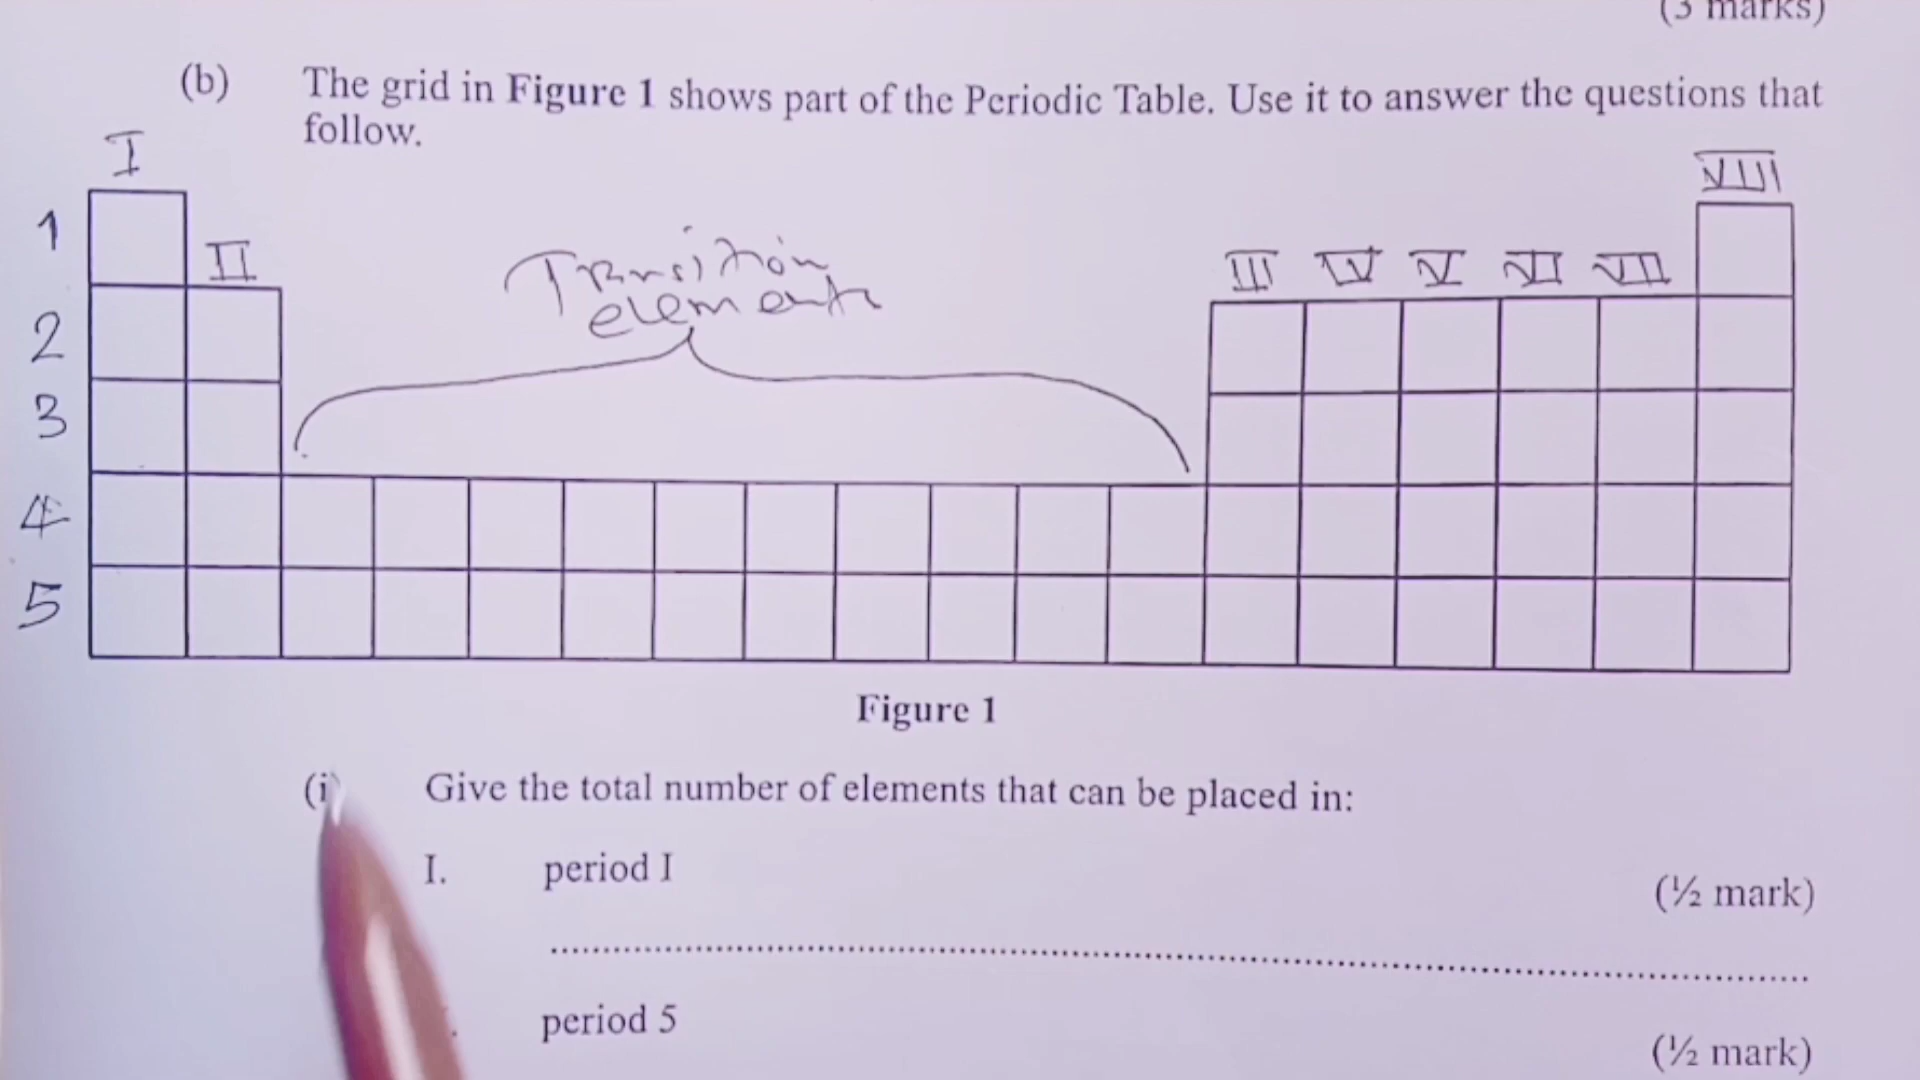 (3 marks)
(b) The grid in Figure 1 shows part of the Periodic Table. Use it to answer the questions that
follow.
I
VIII
1
II
Transition
elements
III IV V VI VII
2
3
4
5
Figure 1
(i) Give the total number of elements that can be placed in:
I. period I
(½ mark)
period 5
(½ mark)